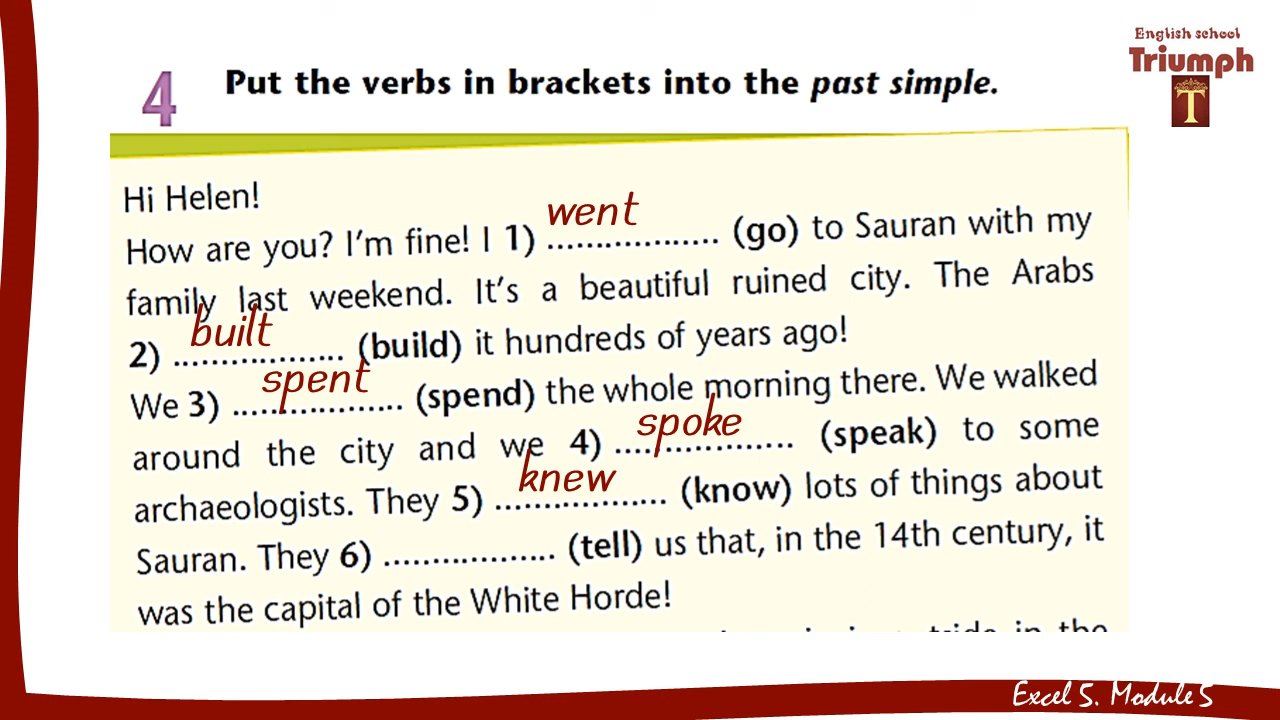 English school
Triumph
T
4 Put the verbs in brackets into the past simple.
Hi Helen!
went
How are you? I'm fine! I 1) .................. (go) to Sauran with my
family last weekend. It's a beautiful ruined city. The Arabs
built
2) .................. (build) it hundreds of years ago!
spent
We 3) .................. (spend) the whole morning there. We walked
spoke
around the city and we 4) .................. (speak) to some
knew
archaeologists. They 5) .................. (know) lots of things about
Sauran. They 6) .................. (tell) us that, in the 14th century, it
was the capital of the White Horde!
in the
Excel 5. Module 5